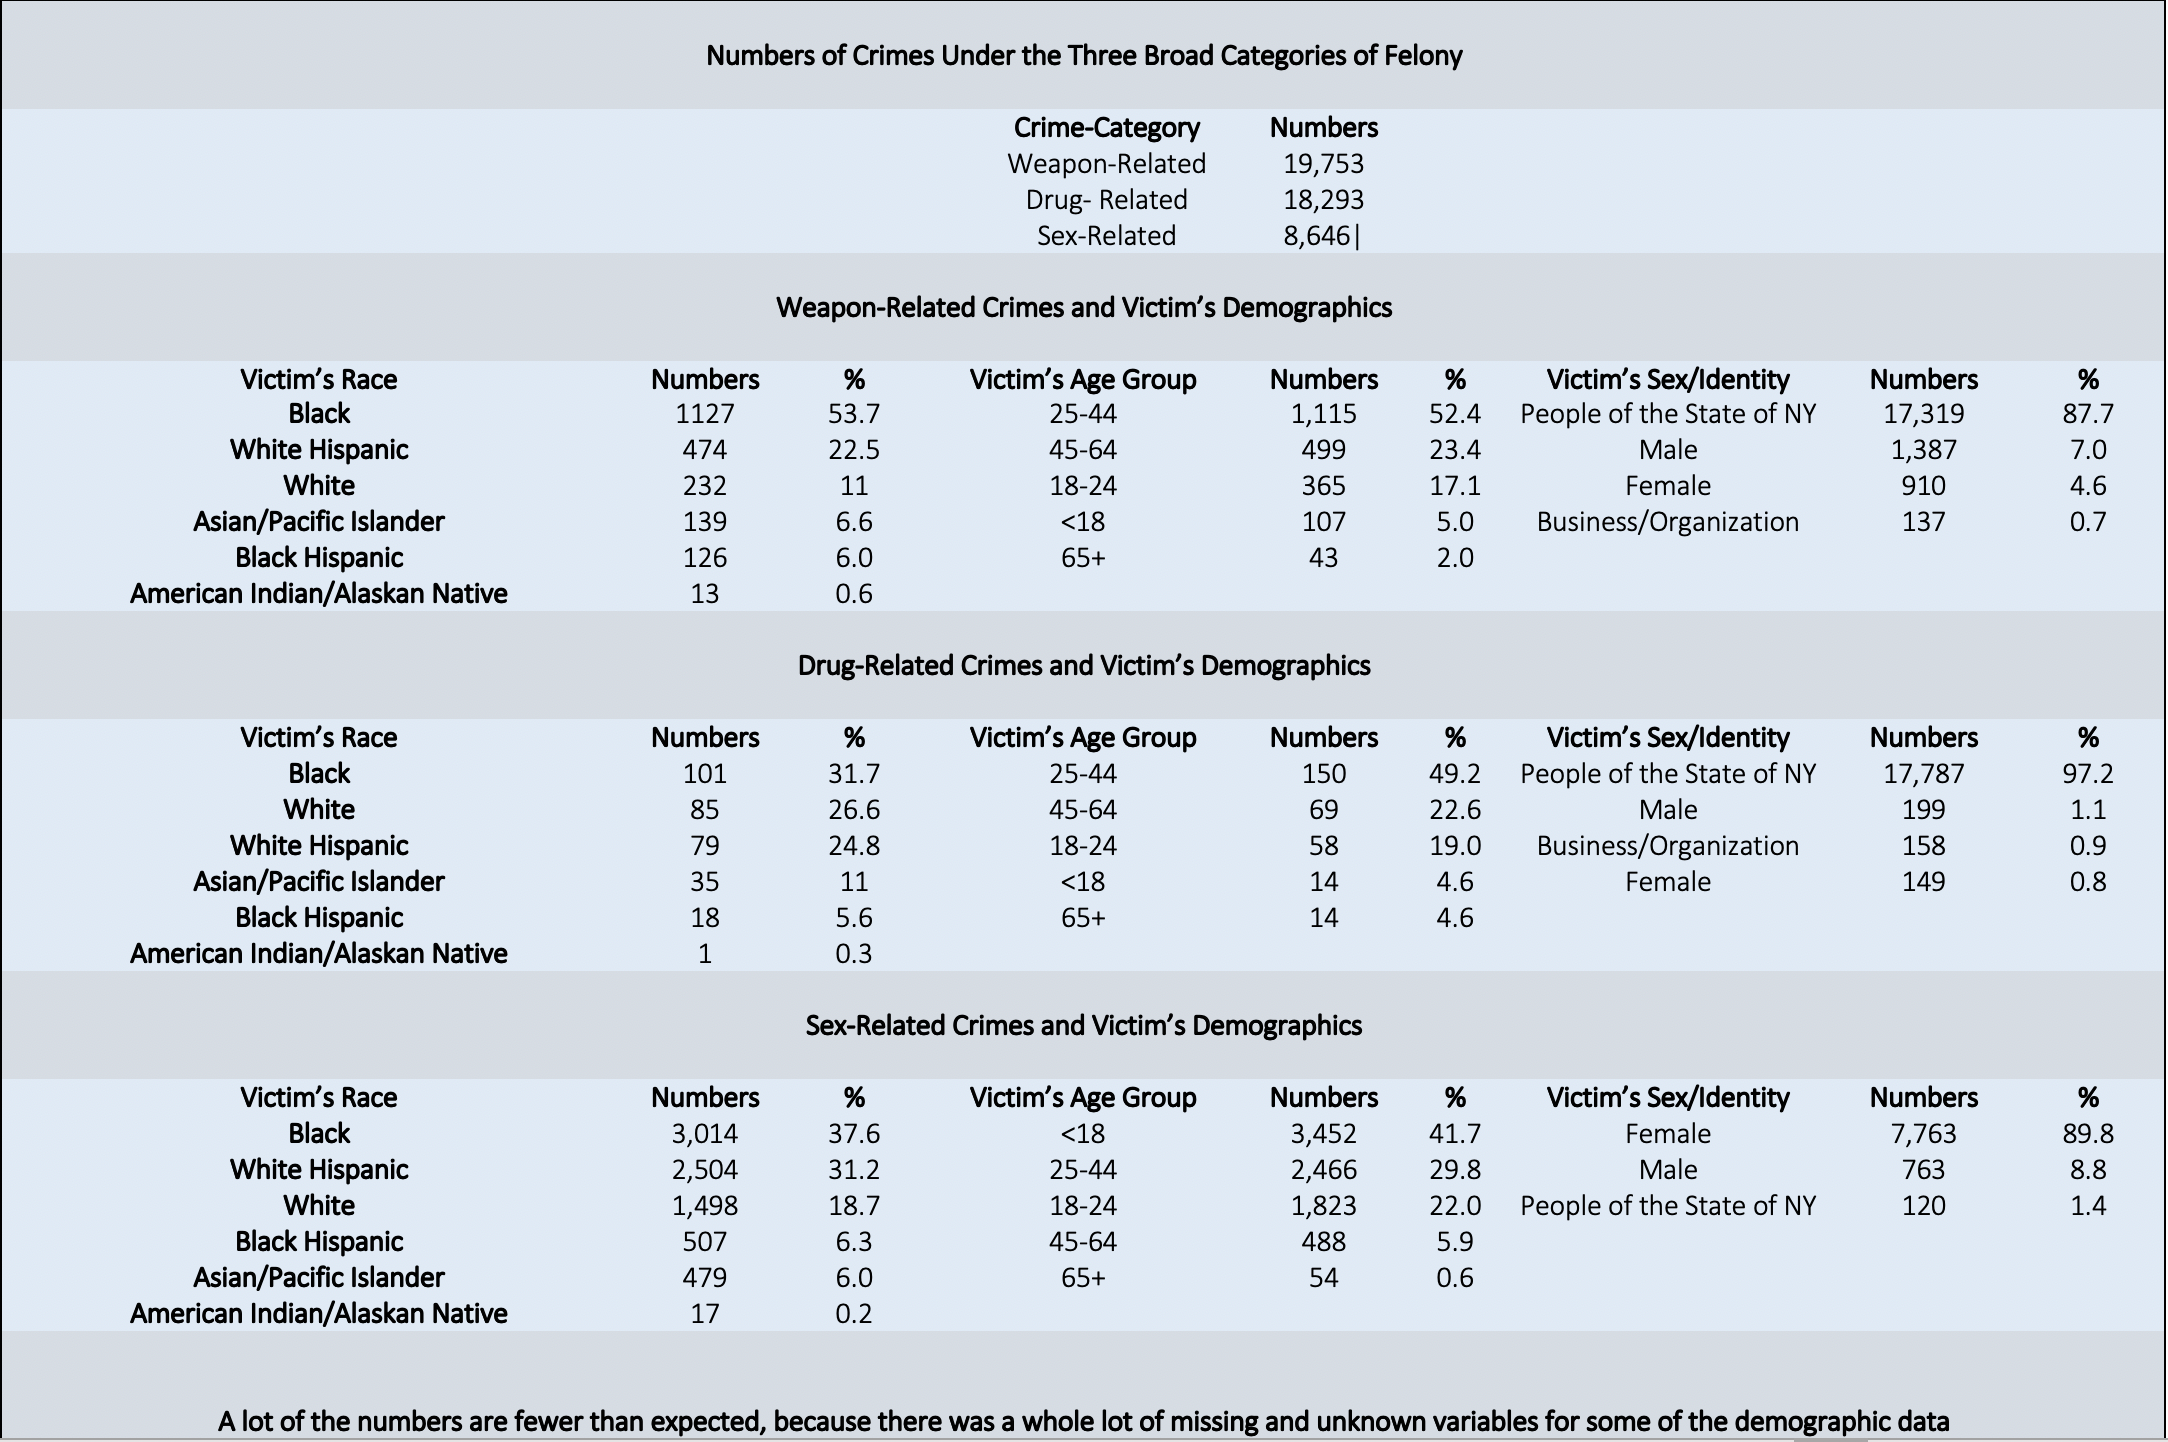 Numbers of Crimes Under the Three Broad Categories of Felony
Crime-Category Numbers
Weapon-Related 19,753
Drug- Related 18,293
Sex-Related 8,646|
Weapon-Related Crimes and Victim’s Demographics
Victim’s Race Numbers % Victim’s Age Group Numbers % Victim’s Sex/Identity Numbers %
Black 1127 53.7 25-44 1,115 52.4 People of the State of NY 17,319 87.7
White Hispanic 474 22.5 45-64 499 23.4 Male 1,387 7.0
White 232 11 18-24 365 17.1 Female 910 4.6
Asian/Pacific Islander 139 6.6 <18 107 5.0 Business/Organization 137 0.7
Black Hispanic 126 6.0 65+ 43 2.0
American Indian/Alaskan Native 13 0.6
Drug-Related Crimes and Victim’s Demographics
Victim’s Race Numbers % Victim’s Age Group Numbers % Victim’s Sex/Identity Numbers %
Black 101 31.7 25-44 150 49.2 People of the State of NY 17,787 97.2
White 85 26.6 45-64 69 22.6 Male 199 1.1
White Hispanic 79 24.8 18-24 58 19.0 Business/Organization 158 0.9
Asian/Pacific Islander 35 11 <18 14 4.6 Female 149 0.8
Black Hispanic 18 5.6 65+ 14 4.6
American Indian/Alaskan Native 1 0.3
Sex-Related Crimes and Victim’s Demographics
Victim’s Race Numbers % Victim’s Age Group Numbers % Victim’s Sex/Identity Numbers %
Black 3,014 37.6 <18 3,452 41.7 Female 7,763 89.8
White Hispanic 2,504 31.2 25-44 2,466 29.8 Male 763 8.8
White 1,498 18.7 18-24 1,823 22.0 People of the State of NY 120 1.4
Black Hispanic 507 6.3 45-64 488 5.9
Asian/Pacific Islander 479 6.0 65+ 54 0.6
American Indian/Alaskan Native 17 0.2
A lot of the numbers are fewer than expected, because there was a whole lot of missing and unknown variables for some of the demographic data